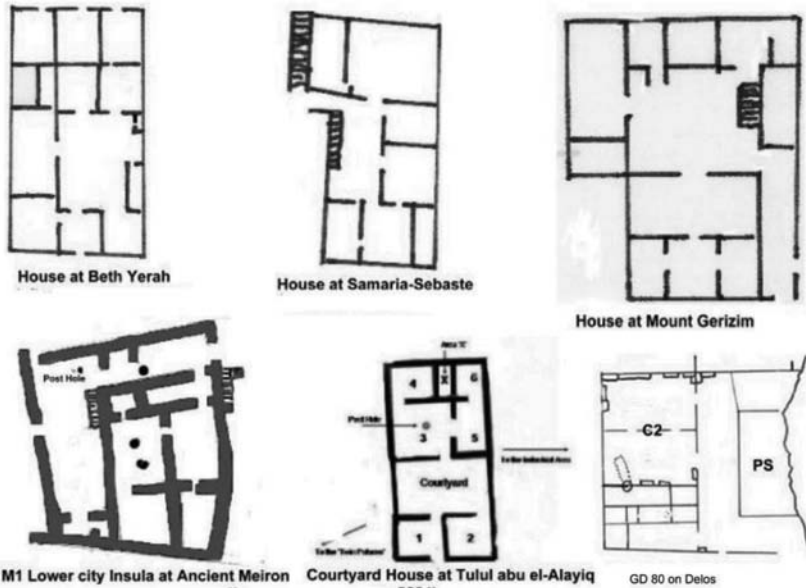 House at Beth Yerah
House at Samaria-Sebaste
House at Mount Gerizim
Post Hole
Area 'X'
4
X
6
Post Hole
3
5
Courtyard
1
2
C2
PS
M1 Lower city Insula at Ancient Meiron
Courtyard House at Tulul abu el-Alayiq
GD 80 on Delos